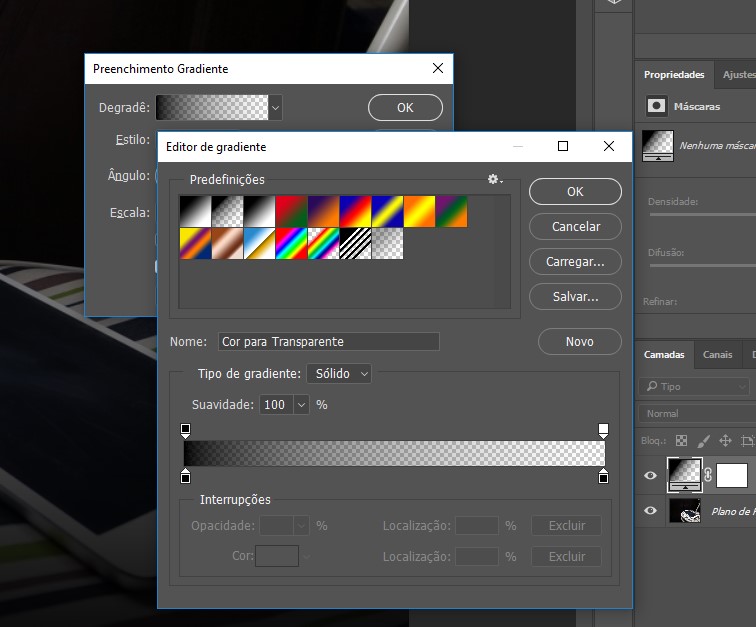 Preenchimento Gradiente
Degradê:
OK
Estilo:
Ângulo:
Escala:
Editor de gradiente
Predefinições
OK
Cancelar
Carregar...
Salvar...
Nome: Cor para Transparente
Novo
Tipo de gradiente: Sólido
Suavidade: 100 %
Interrupções
Opacidade: % Localização: % Excluir
Cor: Localização: % Excluir
Propriedades Ajustes
Máscaras
Nenhuma máscar
Densidade:
Difusão:
Refinar:
Camadas Canais
Tipo
Normal
Bloq.:
Plano de